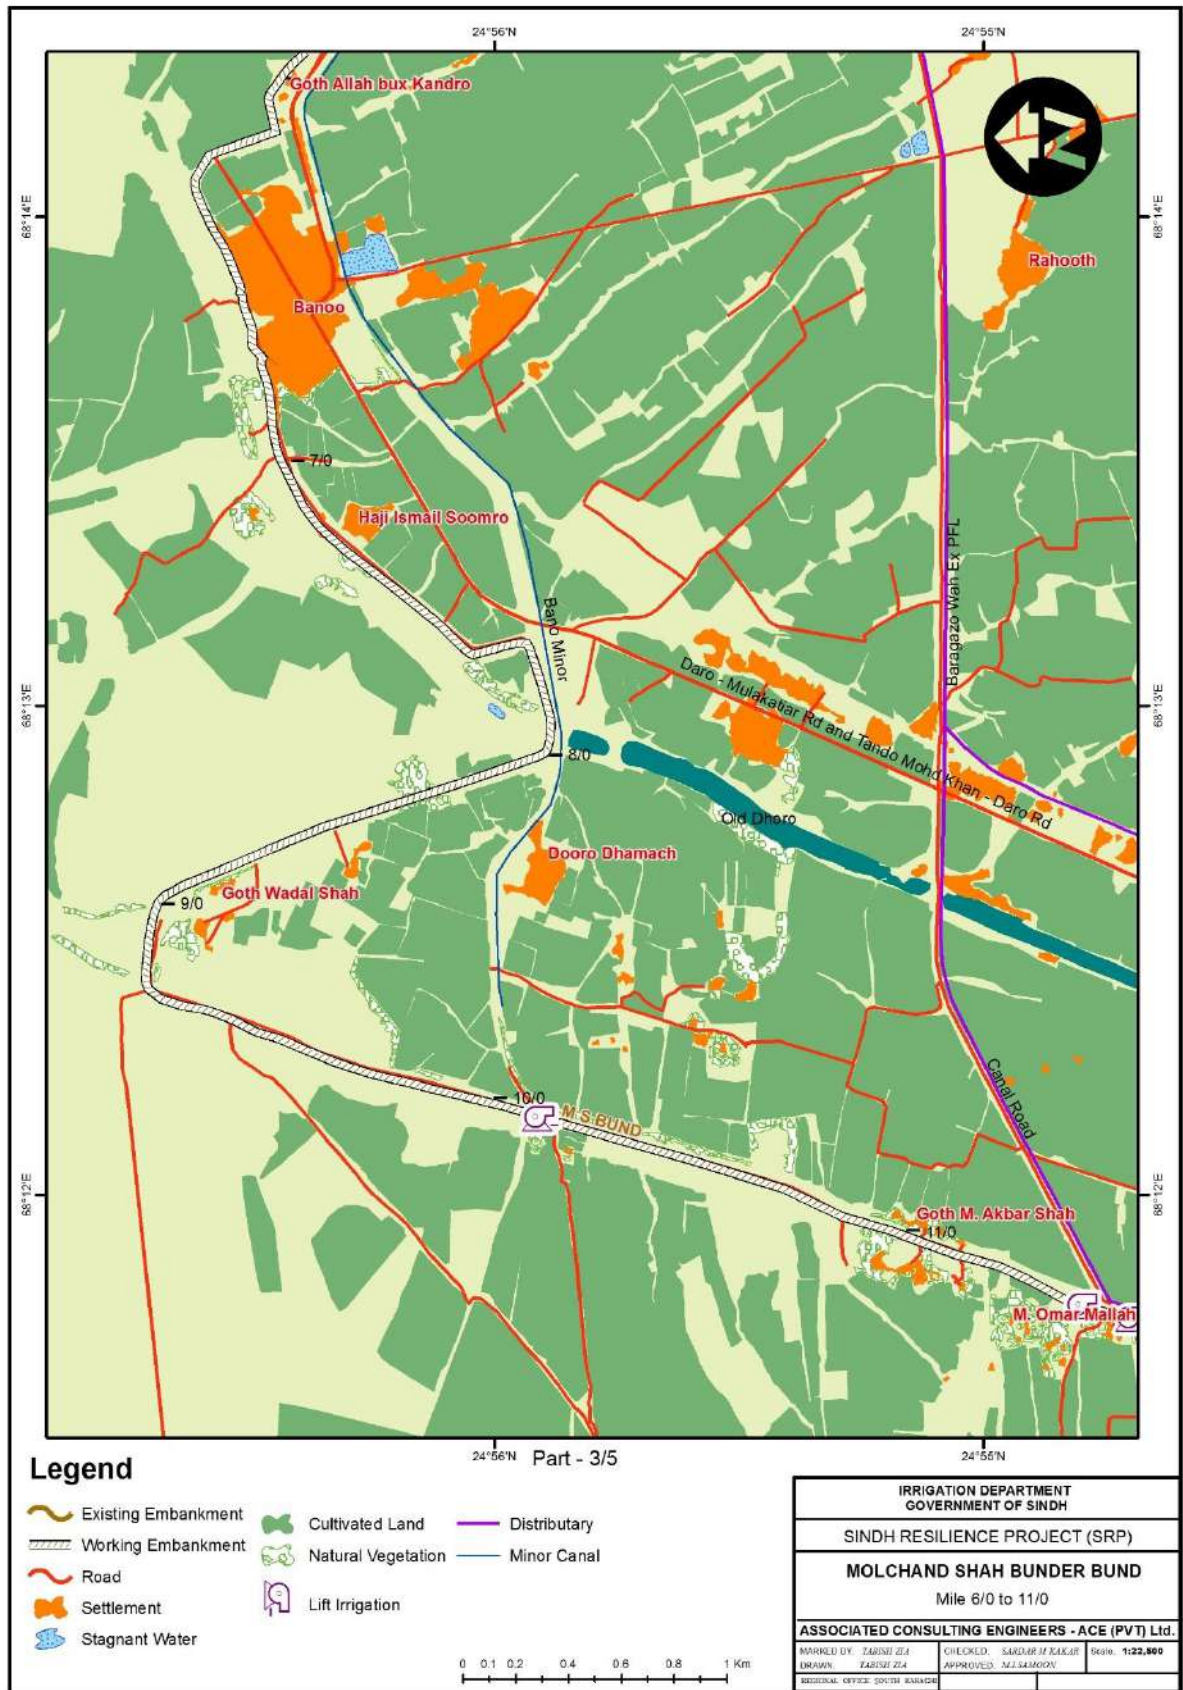 24°56'N
24°55'N
Goth Allah bux Kandro
N
68°14'E
68°14'E
Rahooth
Banoo
7/0
Haji Ismail Soomro
Bano Minor
Baragazo Wah Ex PFL
68°13'E
68°13'E
Daro - Mulakatiar Rd and Tando Mohd Khan - Daro Rd
8/0
Old Dhoro
Dooro Dhamach
Goth Wadal Shah
9/0
Canal Road
10/0
M.S BUND
68°12'E
68°12'E
Goth M. Akbar Shah
11/0
M. Omar Mallah
24°56'N
24°55'N
Part - 3/5
Legend
Existing Embankment
Working Embankment
Road
Settlement
Stagnant Water
Cultivated Land
Natural Vegetation
Lift Irrigation
Distributary
Minor Canal
0 0.1 0.2 0.4 0.6 0.8 1 Km
IRRIGATION DEPARTMENT
GOVERNMENT OF SINDH
SINDH RESILIENCE PROJECT (SRP)
MOLCHAND SHAH BUNDER BUND
Mile 6/0 to 11/0
ASSOCIATED CONSULTING ENGINEERS - ACE (PVT) Ltd.
MARKED BY. TABISH ZIA CHECKED. SARDAR M KAKAR Scale. 1:22,500
DRAWN. TABISH ZIA APPROVED. M.I.SAMOON
REGIONAL OFFICE SOUTH KARACHI